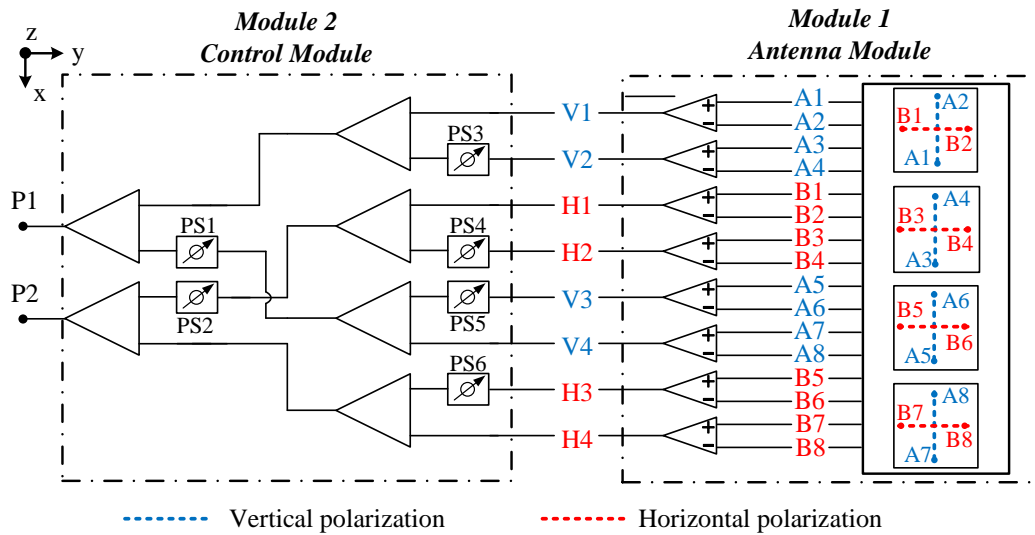 Module 2
Control Module
Module 1
Antenna Module
z
y
x
P1
P2
PS1
PS2
PS3
PS4
PS5
PS6
V1
V2
H1
H2
V3
V4
H3
H4
+
−
+
−
+
−
+
−
+
−
+
−
+
−
+
−
A1
A2
A3
A4
B1
B2
B3
B4
A5
A6
A7
A8
B5
B6
B7
B8
A2
B1
B2
A1
A4
B3
B4
A3
A6
B5
B6
A5
A8
B7
B8
A7
Vertical polarization
Horizontal polarization